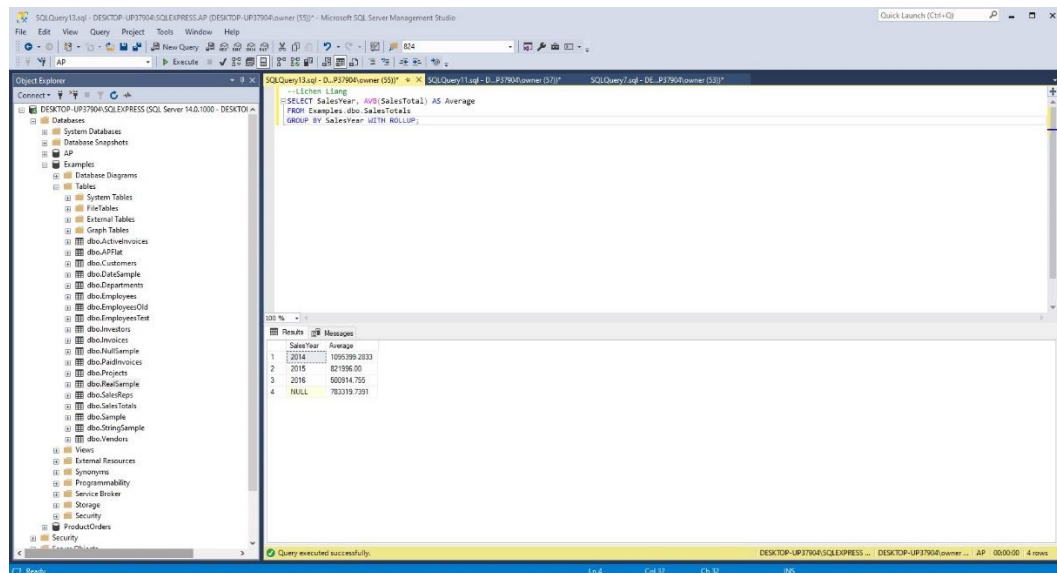 SQLQuery13.sql - DESKTOP-UP37904\SQLEXPRESS.AP (DESKTOP-UP37904\owner (55))* - Microsoft SQL Server Management Studio
Quick Launch (Ctrl+Q)
File Edit View Query Project Tools Window Help
New Query
824
AP
Execute
Object Explorer
SQLQuery13.sql - D...P37904\owner (55))*
SQLQuery11.sql - D...P37904\owner (57))*
SQLQuery7.sql - DE...P37904\owner (53))*
Connect
DESKTOP-UP37904\SQLEXPRESS (SQL Server 14.0.1000 - DESKTO
Databases
System Databases
Database Snapshots
AP
Examples
Database Diagrams
Tables
System Tables
FileTables
External Tables
Graph Tables
dbo.ActiveInvoices
dbo.APFlat
dbo.Customers
dbo.DateSample
dbo.Departments
dbo.Employees
dbo.EmployeesOld
dbo.EmployeesTest
dbo.Investors
dbo.Invoices
dbo.NullSample
dbo.PaidInvoices
dbo.Projects
dbo.RealSample
dbo.SalesReps
dbo.SalesTotals
dbo.Sample
dbo.StringSample
dbo.Vendors
Views
External Resources
Synonyms
Programmability
Service Broker
Storage
Security
ProductOrders
Security
--Lichen Liang
SELECT SalesYear, AVG(SalesTotal) AS Average
FROM Examples.dbo.SalesTotals
GROUP BY SalesYear WITH ROLLUP;
100 %
Results Messages
SalesYear Average
1 2014 1095399.2833
2 2015 821996.00
3 2016 500914.755
4 NULL 783319.7391
Query executed successfully.
DESKTOP-UP37904\SQLEXPRESS ... DESKTOP-UP37904\owner ... AP 00:00:00 4 rows
Ready
Ln 4 Col 32 Ch 32 INS